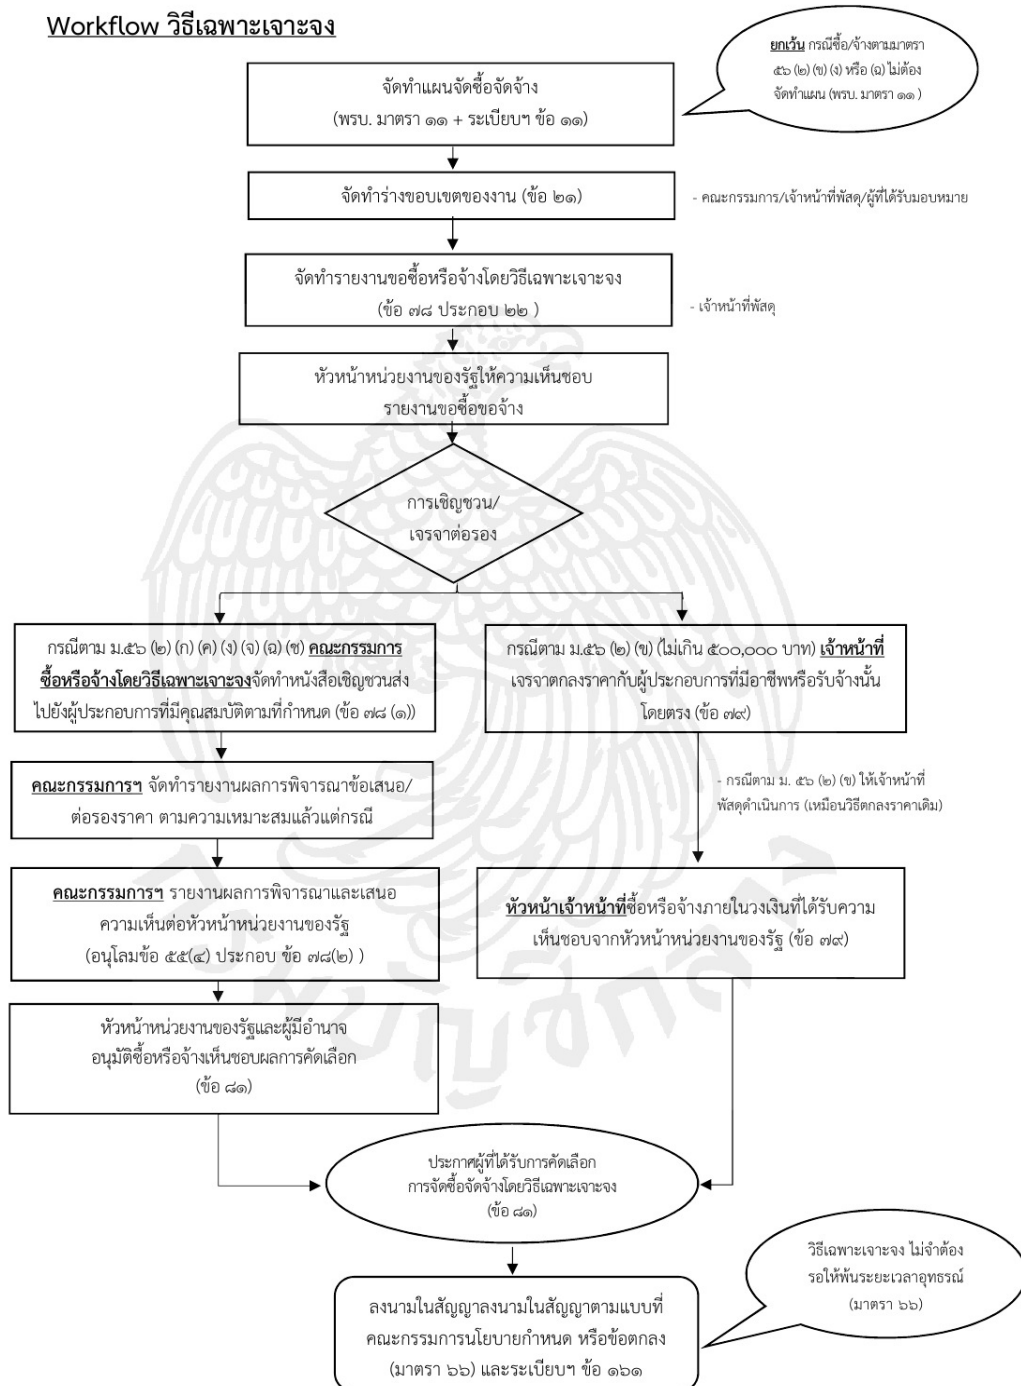 Workflow วิธีเฉพาะเจาะจง
ยกเว้น กรณีซื้อ/จ้างตามมาตรา
๕๖ (๒) (ข) (ง) หรือ (ฉ) ไม่ต้อง
จัดทำแผน (พรบ. มาตรา ๑๑ )
จัดทำแผนจัดซื้อจัดจ้าง
(พรบ. มาตรา ๑๑ + ระเบียบฯ ข้อ ๑๑)
จัดทำร่างขอบเขตของงาน (ข้อ ๒๑)
- คณะกรรมการ/เจ้าหน้าที่พัสดุ/ผู้ที่ได้รับมอบหมาย
จัดทำรายงานขอซื้อหรือจ้างโดยวิธีเฉพาะเจาะจง
(ข้อ ๗๘ ประกอบ ๒๒ )
- เจ้าหน้าที่พัสดุ
หัวหน้าหน่วยงานของรัฐให้ความเห็นชอบ
รายงานขอซื้อขอจ้าง
การเชิญชวน/
เจรจาต่อรอง
กรณีตาม ม.๕๖ (๒) (ก) (ค) (ง) (จ) (ฉ) (ช) คณะกรรมการ
ซื้อหรือจ้างโดยวิธีเฉพาะเจาะจงจัดทำหนังสือเชิญชวนส่ง
ไปยังผู้ประกอบการที่มีคุณสมบัติตามที่กำหนด (ข้อ ๗๘ (๑))
กรณีตาม ม.๕๖ (๒) (ข) (ไม่เกิน ๕๐๐,๐๐๐ บาท) เจ้าหน้าที่
เจรจาตกลงราคากับผู้ประกอบการที่มีอาชีพหรือรับจ้างนั้น
โดยตรง (ข้อ ๗๙)
คณะกรรมการฯ จัดทำรายงานผลการพิจารณาข้อเสนอ/
ต่อรองราคา ตามความเหมาะสมแล้วแต่กรณี
- กรณีตาม ม. ๕๖ (๒) (ข) ให้เจ้าหน้าที่
พัสดุดำเนินการ (เหมือนวิธีตกลงราคาเดิม)
คณะกรรมการฯ รายงานผลการพิจารณาและเสนอ
ความเห็นต่อหัวหน้าหน่วยงานของรัฐ
(อนุโลมข้อ ๕๕(๔) ประกอบ ข้อ ๗๘(๒) )
หัวหน้าเจ้าหน้าที่ซื้อหรือจ้างภายในวงเงินที่ได้รับความ
เห็นชอบจากหัวหน้าหน่วยงานของรัฐ (ข้อ ๗๙)
หัวหน้าหน่วยงานของรัฐและผู้มีอำนาจ
อนุมัติซื้อหรือจ้างเห็นชอบผลการคัดเลือก
(ข้อ ๘๑)
ประกาศผู้ที่ได้รับการคัดเลือก
การจัดซื้อจัดจ้างโดยวิธีเฉพาะเจาะจง
(ข้อ ๘๑)
วิธีเฉพาะเจาะจง ไม่จำต้อง
รอให้พ้นระยะเวลาอุทธรณ์
(มาตรา ๖๖)
ลงนามในสัญญาลงนามในสัญญาตามแบบที่
คณะกรรมการนโยบายกำหนด หรือข้อตกลง
(มาตรา ๖๖) และระเบียบฯ ข้อ ๑๖๑
กรมบัญชีกลาง